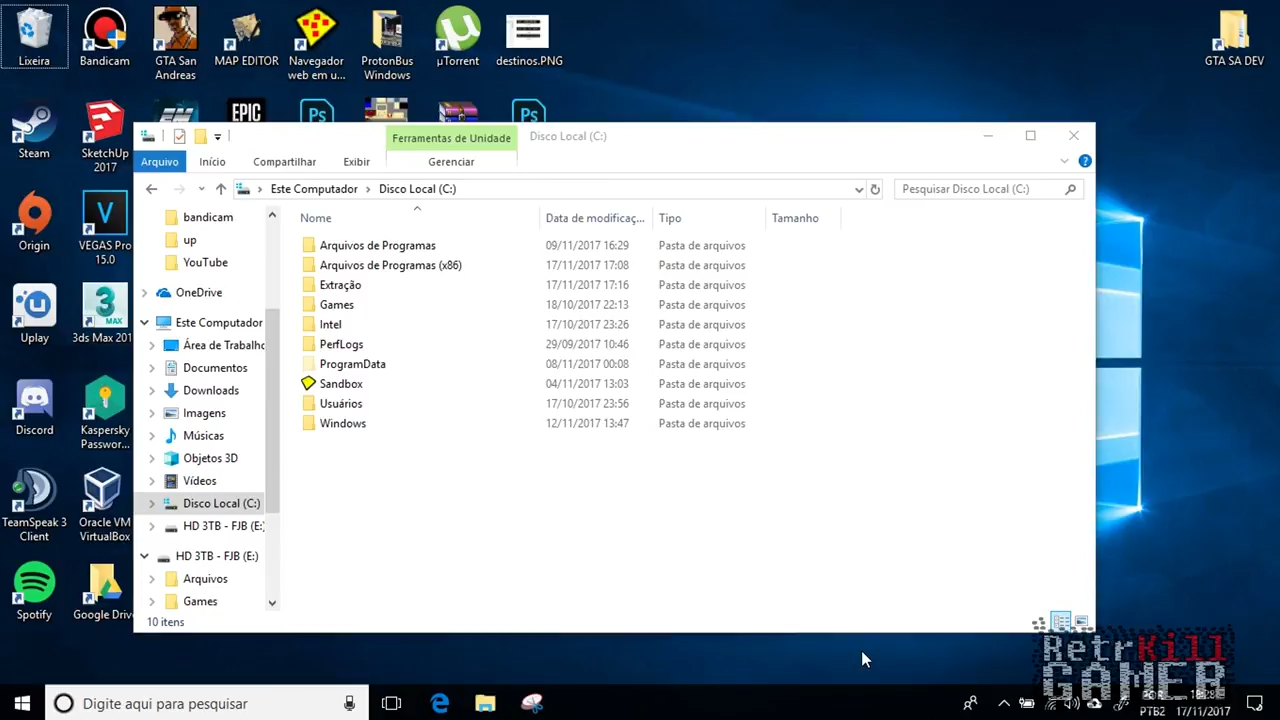 Lixeira
Bandicam
GTA San
Andreas
MAP EDITOR
Navegador
web em u...
ProtonBus
Windows
µTorrent
destinos.PNG
GTA SA DEV
Steam
SketchUp
2017
EPIC
Ps
Ps
Origin
VEGAS Pro
15.0
Uplay
3ds Max 201
Discord
Kaspersky
Passwor...
TeamSpeak 3
Client
Oracle VM
VirtualBox
Spotify
Google Driv
Ferramentas de Unidade
Disco Local (C:)
Arquivo
Início
Compartilhar
Exibir
Gerenciar
Este Computador
Disco Local (C:)
Pesquisar Disco Local (C:)
bandicam
up
YouTube
OneDrive
Este Computador
Área de Trabalho
Documentos
Downloads
Imagens
Músicas
Objetos 3D
Vídeos
Disco Local (C:)
HD 3TB - FJB (E:)
HD 3TB - FJB (E:)
Arquivos
Games
Nome Data de modificaç... Tipo Tamanho
Arquivos de Programas 09/11/2017 16:29 Pasta de arquivos
Arquivos de Programas (x86) 17/11/2017 17:08 Pasta de arquivos
Extração 17/11/2017 17:16 Pasta de arquivos
Games 18/10/2017 22:13 Pasta de arquivos
Intel 17/10/2017 23:26 Pasta de arquivos
PerfLogs 29/09/2017 10:46 Pasta de arquivos
ProgramData 08/11/2017 00:08 Pasta de arquivos
Sandbox 04/11/2017 13:03 Pasta de arquivos
Usuários 17/10/2017 23:56 Pasta de arquivos
Windows 12/11/2017 13:47 Pasta de arquivos
10 itens
RetrKill
GAMER
Digite aqui para pesquisar
PTB2 17/11/2017